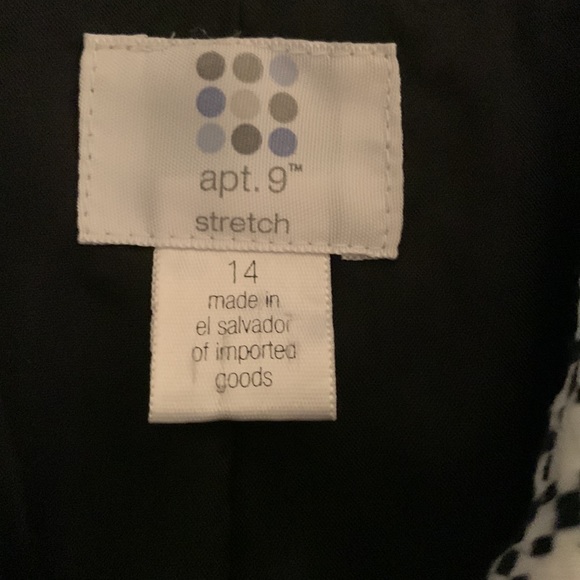 apt. 9™
stretch
14
made in
el salvador
of imported
goods